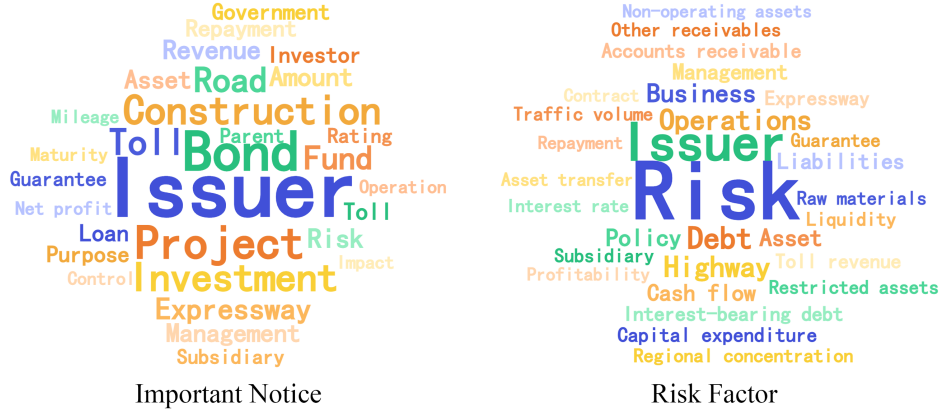 Government
Repayment
Revenue Investor
Asset Road Amount
Construction
Mileage
Toll Parent Rating
Bond Fund
Maturity
Guarantee Issuer Operation
Net profit Toll
Loan Project Risk
Purpose Impact
Control Investment
Expressway
Management
Subsidiary
Important Notice
Non-operating assets
Other receivables
Accounts receivable
Management
Contract Business Expressway
Traffic volume Operations
Repayment Issuer Guarantee
Liabilities
Asset transfer Risk Raw materials
Interest rate Liquidity
Policy Debt Asset
Subsidiary Highway Toll revenue
Profitability
Cash flow Restricted assets
Interest-bearing debt
Capital expenditure
Regional concentration
Risk Factor